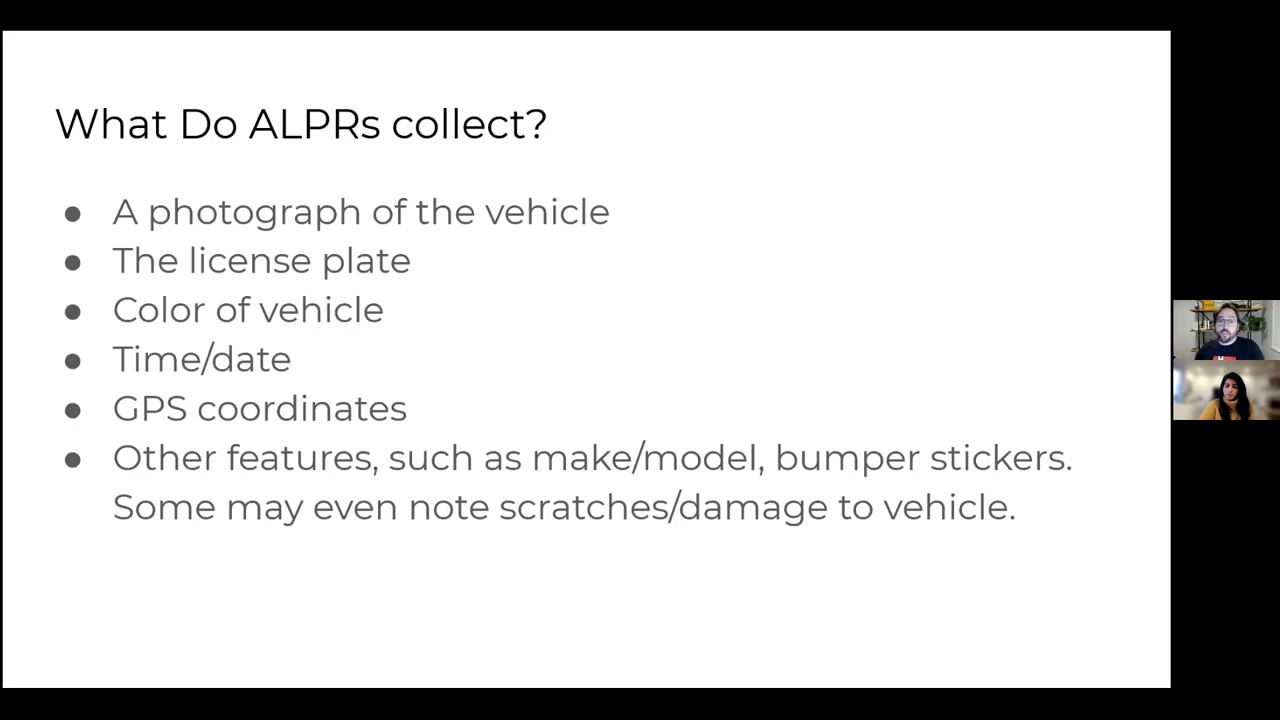 What Do ALPRs collect?
● A photograph of the vehicle
● The license plate
● Color of vehicle
● Time/date
● GPS coordinates
● Other features, such as make/model, bumper stickers.
Some may even note scratches/damage to vehicle.